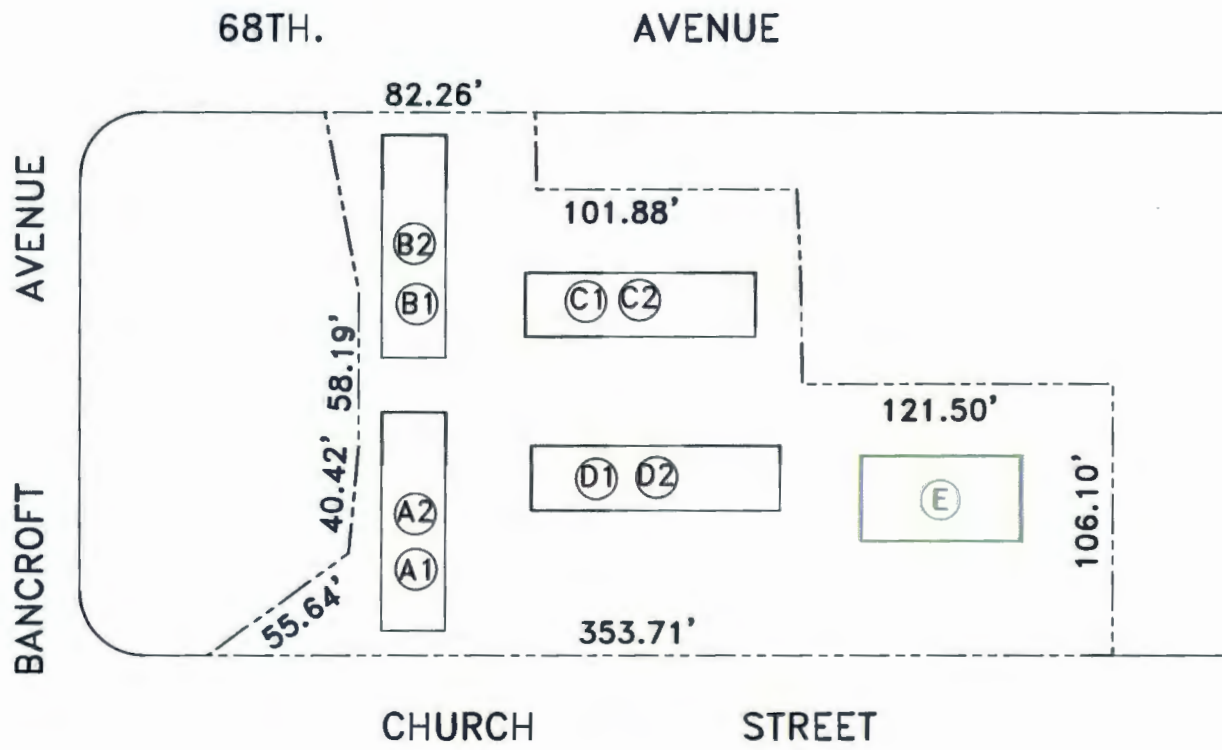 68TH. AVENUE
82.26'
AVENUE
101.88'
B2
B1
C1 C2
58.19'
121.50'
40.42'
D1 D2
A2
E
106.10'
A1
BANCROFT
55.64'
353.71'
CHURCH STREET